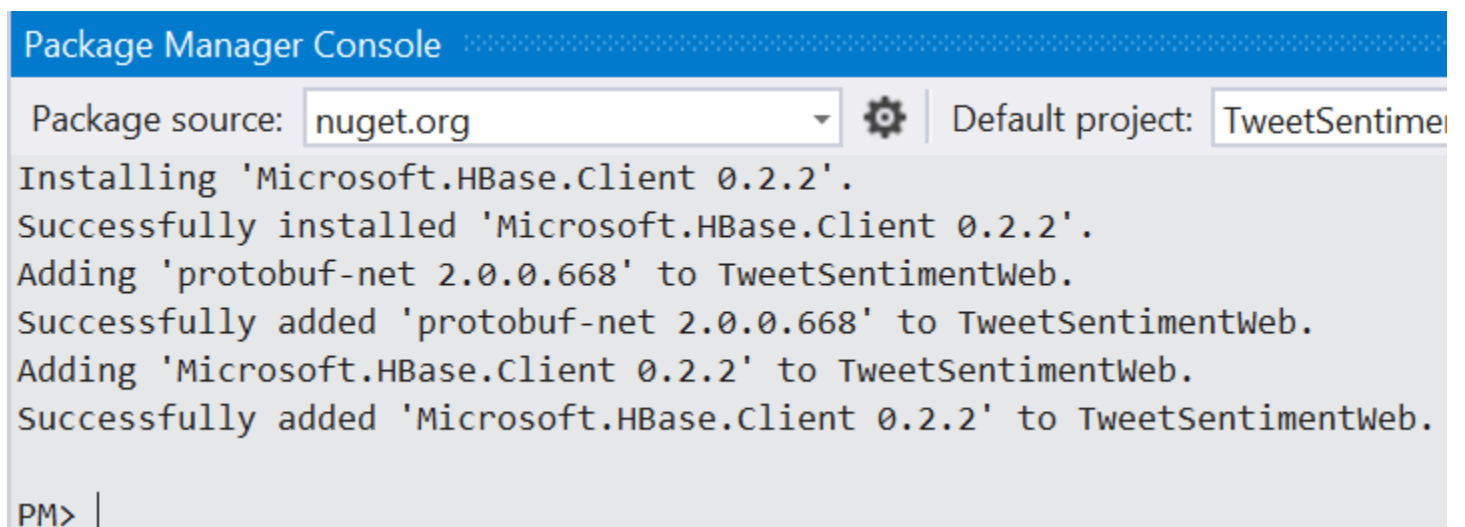 Package Manager Console
Package source: nuget.org Default project:
Installing 'Microsoft.HBase.Client 0.2.2'.
Successfully installed 'Microsoft.HBase.Client 0.2.2'.
Adding 'protobuf-net 2.0.0.668' to TweetSentimentWeb.
Successfully added 'protobuf-net 2.0.0.668' to TweetSentimentWeb.
Adding 'Microsoft.HBase.Client 0.2.2' to TweetSentimentWeb.
Successfully added 'Microsoft.HBase.Client 0.2.2' to TweetSentimentWeb.
PM>